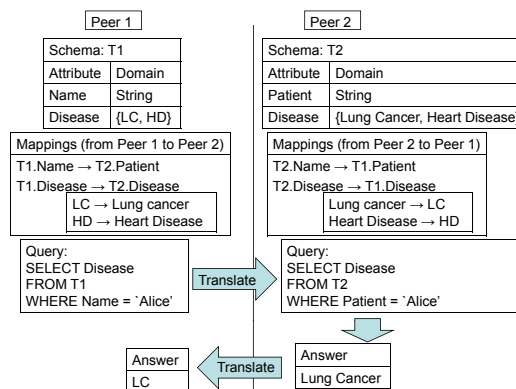 Peer 1
Peer 2
Schema: T1
Attribute Domain
Name String
Disease {LC, HD}
Mappings (from Peer 1 to Peer 2)
T1.Name → T2.Patient
T1.Disease → T2.Disease
LC → Lung cancer
HD → Heart Disease
Query:
SELECT Disease
FROM T1
WHERE Name = `Alice’
Translate
Schema: T2
Attribute Domain
Patient String
Disease {Lung Cancer, Heart Disease}
Mappings (from Peer 2 to Peer 1)
T2.Name → T1.Patient
T2.Disease → T1.Disease
Lung cancer → LC
Heart Disease → HD
Query:
SELECT Disease
FROM T2
WHERE Patient = `Alice’
Answer
Lung Cancer
Translate
Answer
LC